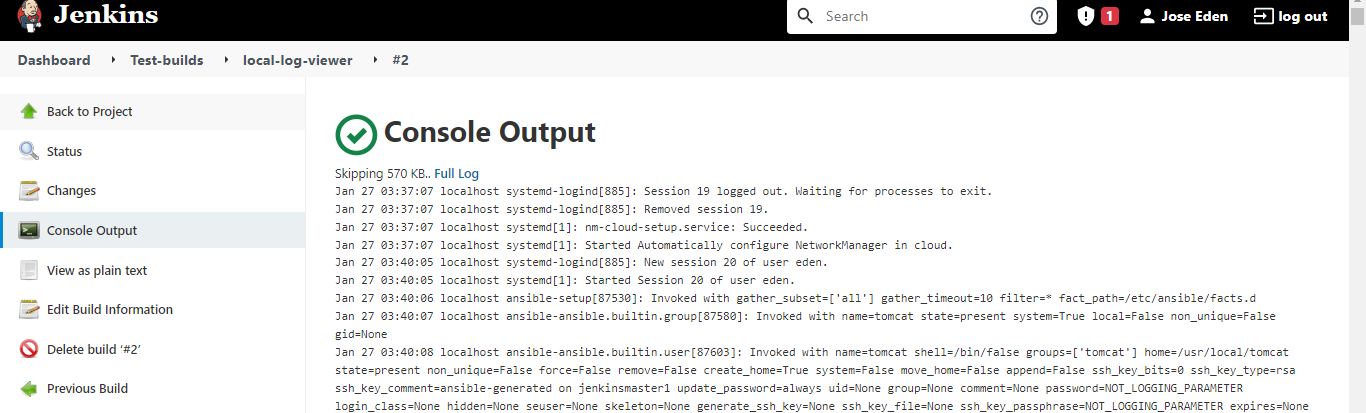 Jenkins
Search
1
Jose Eden
log out
Dashboard
Test-builds
local-log-viewer
#2
Back to Project
Status
Changes
Console Output
View as plain text
Edit Build Information
Delete build ‘#2’
Previous Build
Console Output
Skipping 570 KB.. Full Log
Jan 27 03:37:07 localhost systemd-logind[885]: Session 19 logged out. Waiting for processes to exit.
Jan 27 03:37:07 localhost systemd-logind[885]: Removed session 19.
Jan 27 03:37:07 localhost systemd[1]: nm-cloud-setup.service: Succeeded.
Jan 27 03:37:07 localhost systemd[1]: Started Automatically configure NetworkManager in cloud.
Jan 27 03:40:05 localhost systemd-logind[885]: New session 20 of user eden.
Jan 27 03:40:05 localhost systemd[1]: Started Session 20 of user eden.
Jan 27 03:40:06 localhost ansible-setup[87530]: Invoked with gather_subset=['all'] gather_timeout=10 filter=* fact_path=/etc/ansible/facts.d
Jan 27 03:40:07 localhost ansible-ansible.builtin.group[87580]: Invoked with name=tomcat state=present system=True local=False non_unique=False
gid=None
Jan 27 03:40:08 localhost ansible-ansible.builtin.user[87603]: Invoked with name=tomcat shell=/bin/false groups=['tomcat'] home=/usr/local/tomcat
state=present non_unique=False force=False remove=False create_home=True system=False move_home=False append=False ssh_key_bits=0 ssh_key_type=rsa
ssh_key_comment=ansible-generated on jenkinsmaster1 update_password=always uid=None group=None comment=None password=NOT_LOGGING_PARAMETER
login_class=None hidden=None seuser=None skeleton=None generate_ssh_key=None ssh_key_file=None ssh_key_passphrase=NOT_LOGGING_PARAMETER expires=None